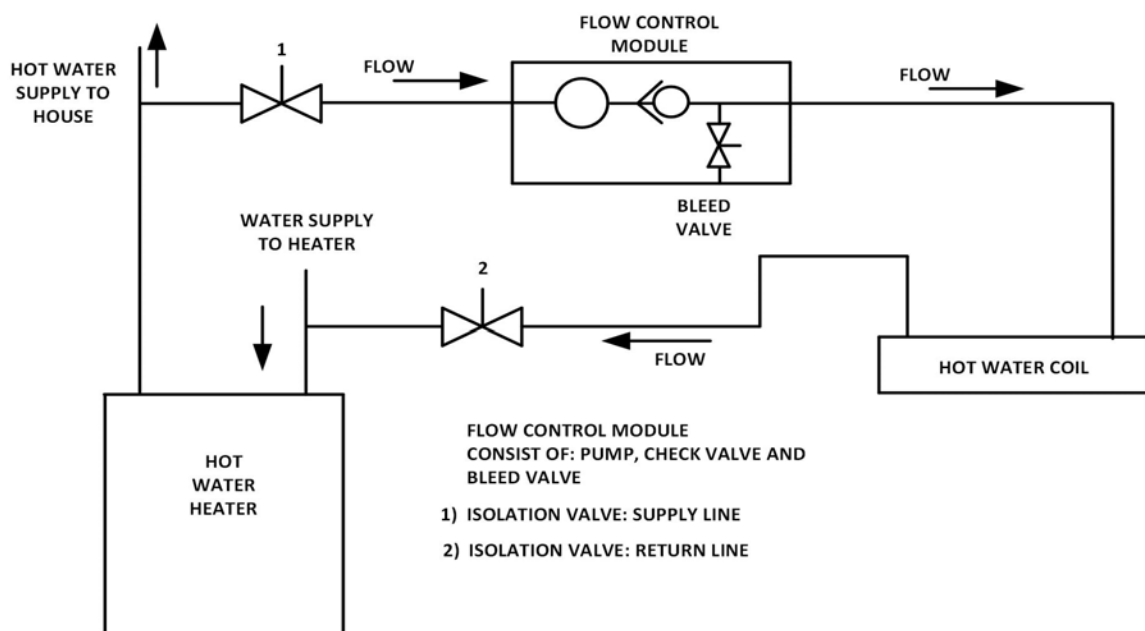 FLOW CONTROL
MODULE
HOT WATER
SUPPLY TO
HOUSE
1
FLOW
FLOW
BLEED
VALVE
WATER SUPPLY
TO HEATER
2
FLOW
HOT WATER COIL
HOT
WATER
HEATER
FLOW CONTROL MODULE
CONSIST OF: PUMP, CHECK VALVE AND
BLEED VALVE
1) ISOLATION VALVE: SUPPLY LINE
2) ISOLATION VALVE: RETURN LINE